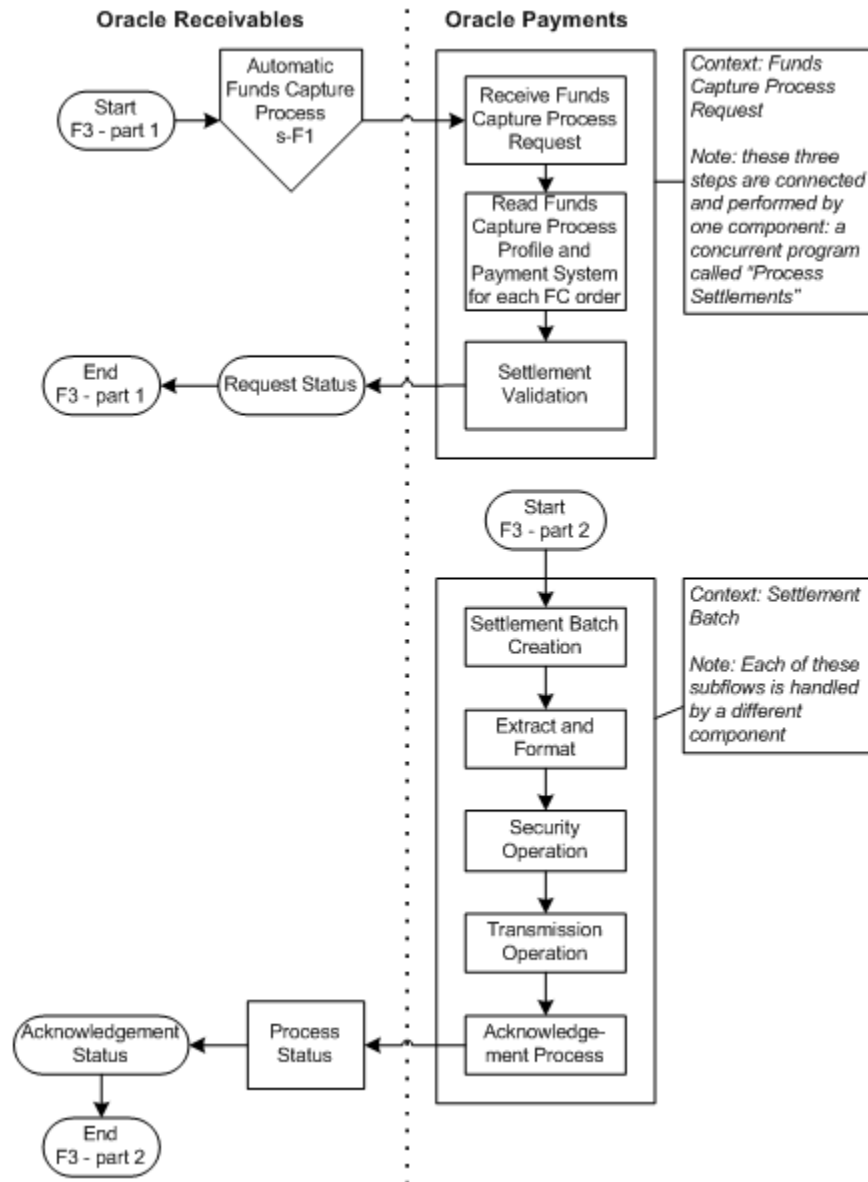 Oracle Receivables
Oracle Payments
Start
F3 - part 1
Automatic
Funds Capture
Process
s-F1
Receive Funds
Capture Process
Request
Read Funds
Capture Process
Profile and
Payment System
for each FC order
Settlement
Validation
Request Status
End
F3 - part 1
Context: Funds
Capture Process
Request
Note: these three
steps are connected
and performed by
one component: a
concurrent program
called "Process
Settlements"
Start
F3 - part 2
Settlement Batch
Creation
Extract and
Format
Security
Operation
Transmission
Operation
Acknowledge-
ment Process
Context: Settlement
Batch
Note: Each of these
subflows is handled
by a different
component
Process
Status
Acknowledgement
Status
End
F3 - part 2